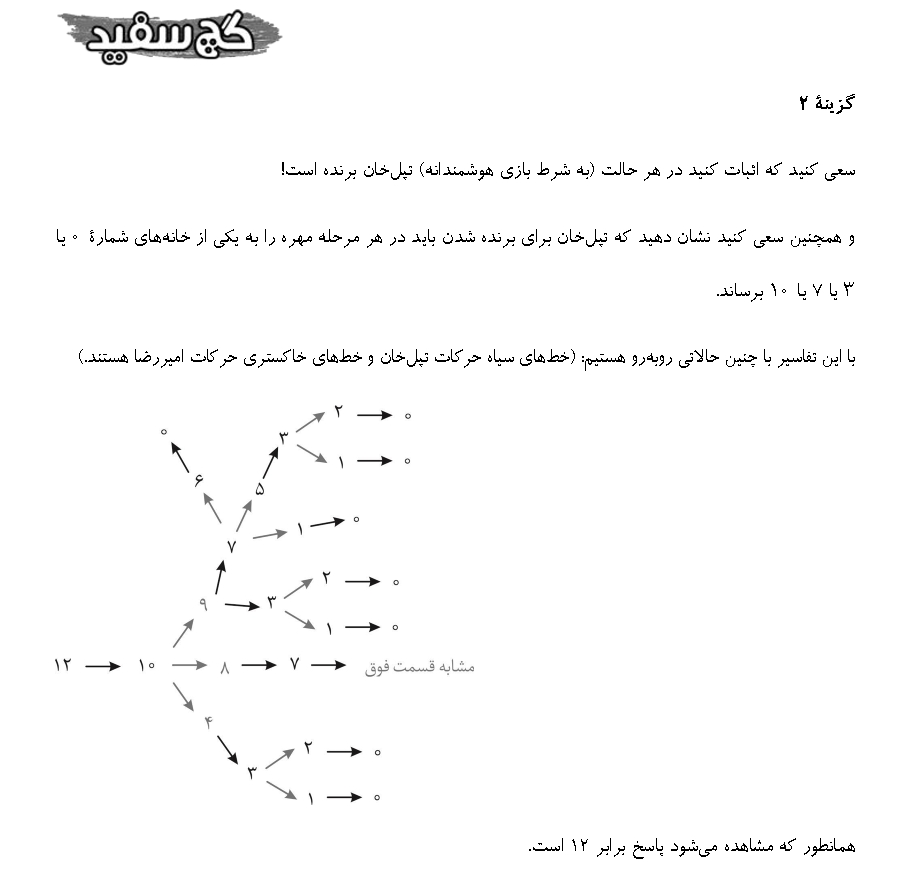 گچ سفید
گزینهٔ ۲
سعی کنید که اثبات کنید در هر حالت (به شرط بازی هوشمندانه) تپل‌خان برنده است!
و همچنین سعی کنید نشان دهید که تپل‌خان برای برنده شدن باید در هر مرحله مهره را به یکی از خانه‌های شمارهٔ ۰ یا
۳ یا ۷ یا ۱۰ برساند.
با این تفاسیر با چنین حالاتی روبه‌رو هستیم: (خط‌های سیاه حرکات تپل‌خان و خط‌های خاکستری حرکات امیررضا هستند.)
۳ → ۲ → ۰
۰
۱ → ۰
۶ ۵
۱ → ۰
۷
۲ → ۰
۹ → ۳
۱ → ۰
۱۲ → ۱۰ → ۸ → ۷ → مشابه قسمت فوق
۴
۲ → ۰
۳
۱ → ۰
همانطور که مشاهده می‌شود پاسخ برابر ۱۲ است.